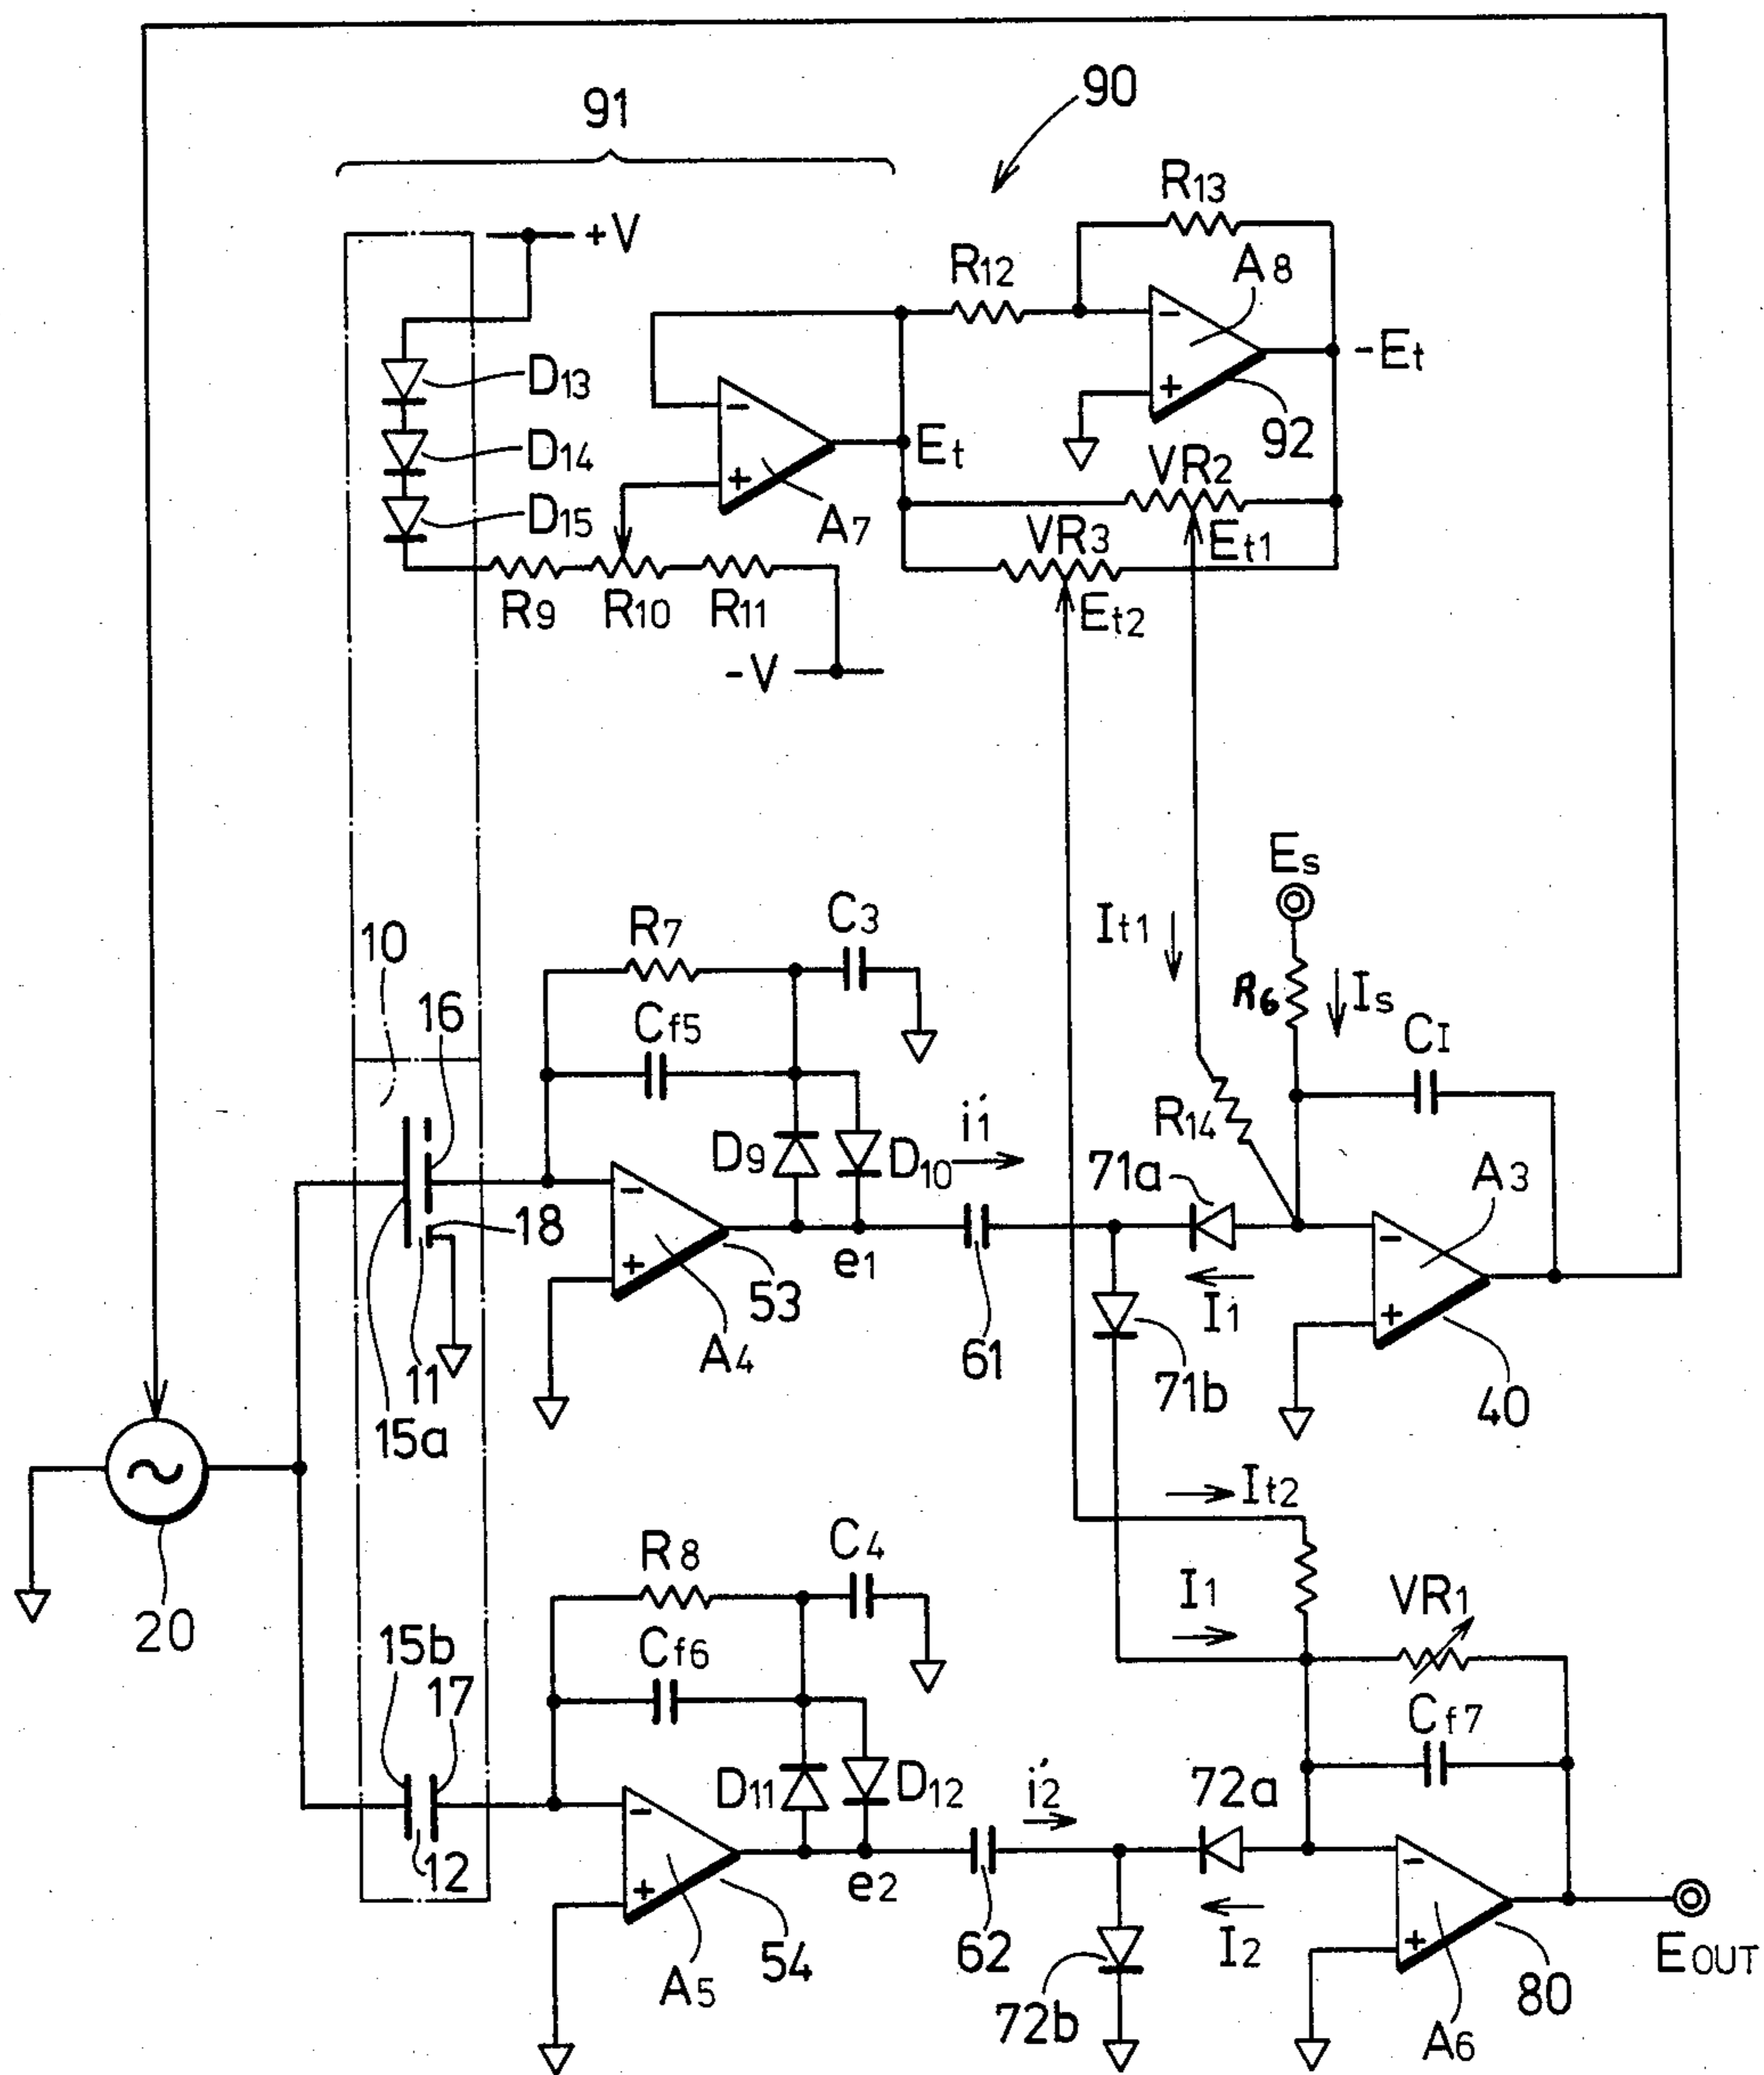 90
91
R13
+V
R12
A8
D13
-Et
D14
Et
92
VR2
D15
A7
VR3
Et1
R9
R10
R11
Et2
-V
Es
C3
R7
It1
10
R6
Is
16
Cf5
CI
R14
i1'
D9
D10
71a
A3
18
e1
53
I1
11
A4
61
71b
40
15a
It2
C4
R8
I1
VR1
20
15b
Cf6
17
Cf7
D11
D12
i2'
72a
12
e2
62
I2
54
EOUT
A5
72b
80
A6
- + - + - + - + - + - +